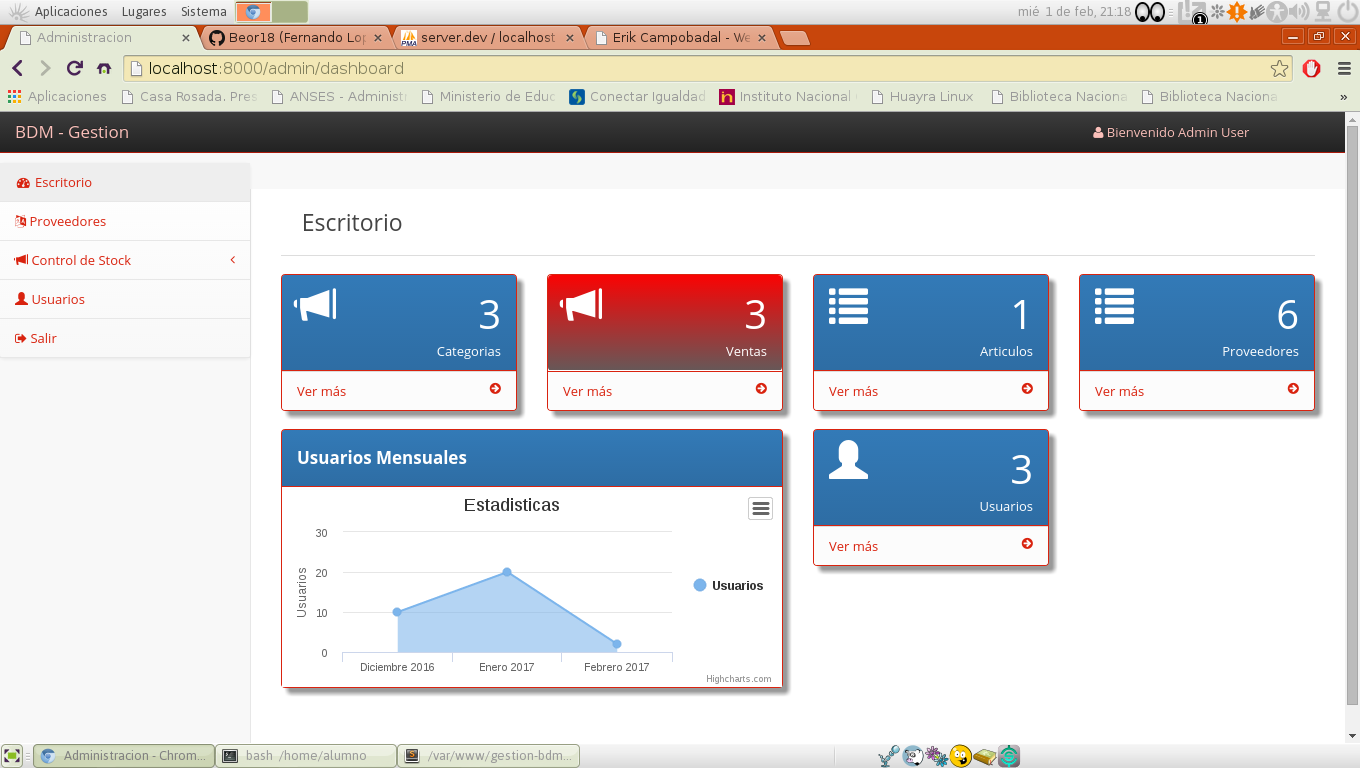 Aplicaciones Lugares Sistema mié 1 de feb, 21:18 1
Administracion Beor18 (Fernando Lop server.dev / localhost Erik Campobadal - We
localhost:8000/admin/dashboard
Aplicaciones Casa Rosada. Pres ANSES - Administr Ministerio de Educ Conectar Igualdad Instituto Nacional Huayra Linux Biblioteca Naciona Biblioteca Naciona »
BDM - Gestion Bienvenido Admin User
Escritorio
Proveedores
Control de Stock
Usuarios
Salir
Escritorio
3
Categorias
Ver más
3
Ventas
Ver más
1
Articulos
Ver más
6
Proveedores
Ver más
Usuarios Mensuales
Estadisticas
Usuarios
30
20
10
0
Diciembre 2016 Enero 2017 Febrero 2017
Usuarios
Highcharts.com
3
Usuarios
Ver más
Administracion - Chrom... bash /home/alumno /var/www/gestion-bdm...